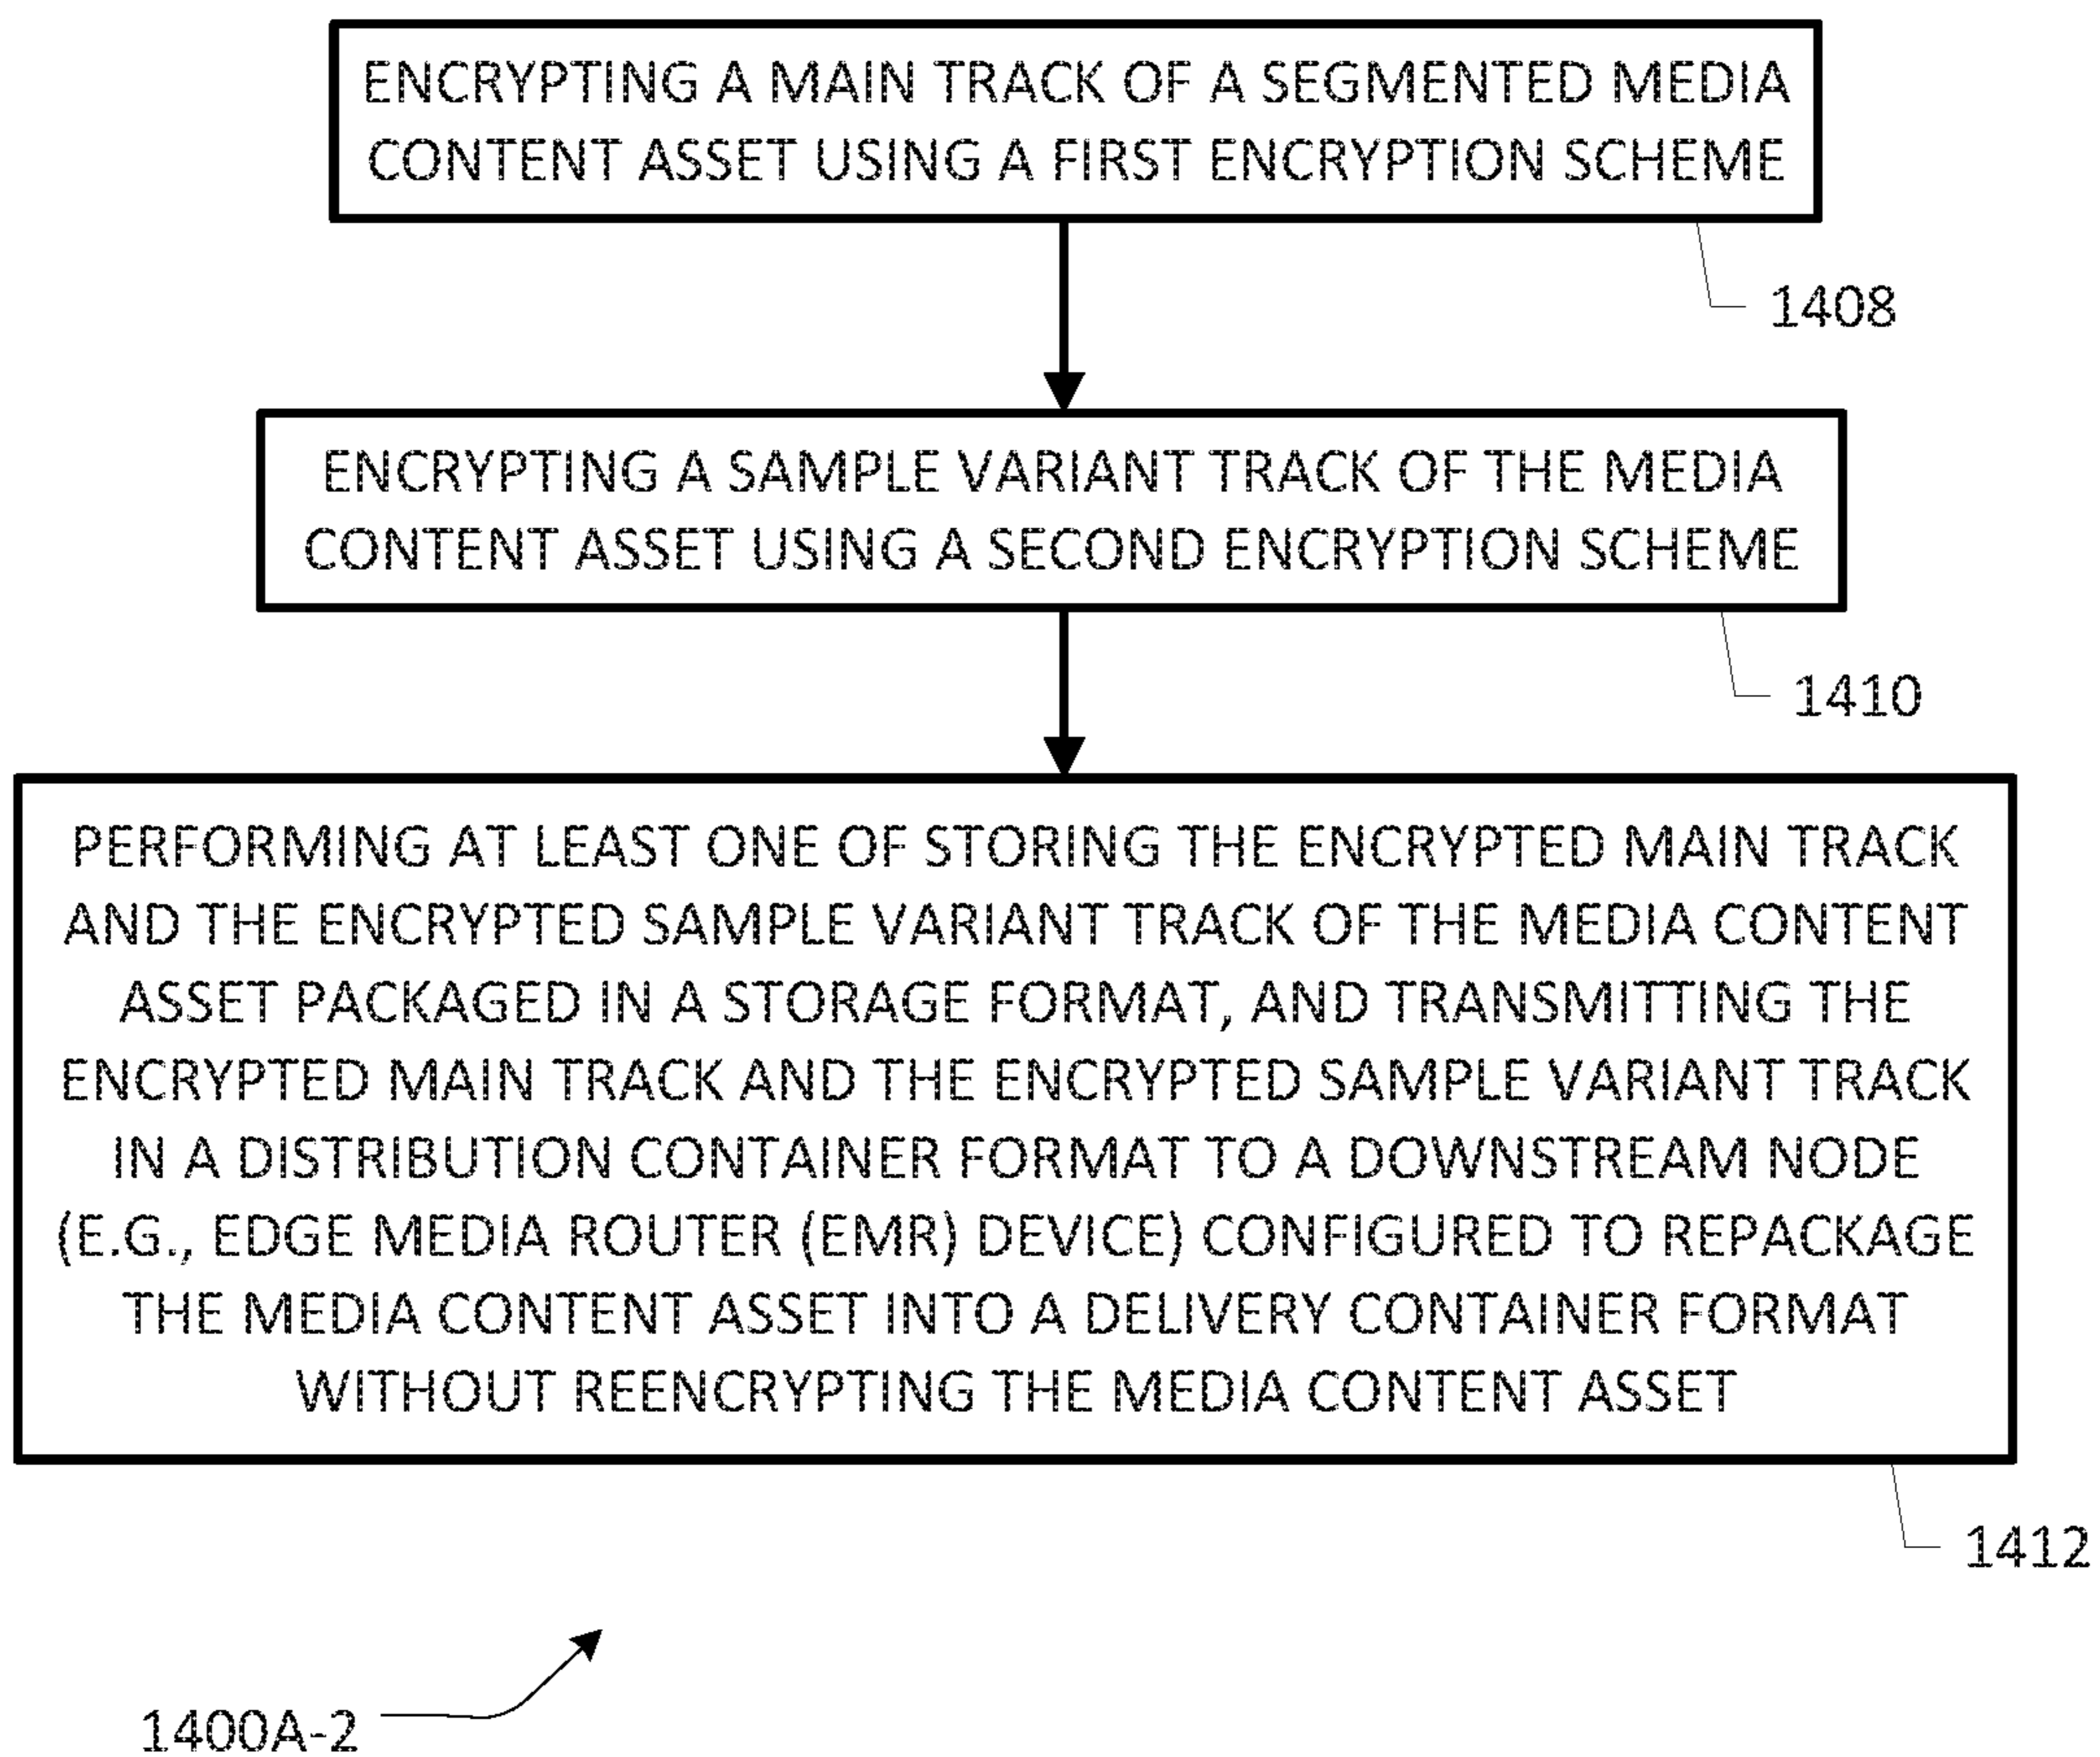 ENCRYPTING A MAIN TRACK OF A SEGMENTED MEDIA
CONTENT ASSET USING A FIRST ENCRYPTION SCHEME
1408
ENCRYPTING A SAMPLE VARIANT TRACK OF THE MEDIA
CONTENT ASSET USING A SECOND ENCRYPTION SCHEME
1410
PERFORMING AT LEAST ONE OF STORING THE ENCRYPTED MAIN TRACK
AND THE ENCRYPTED SAMPLE VARIANT TRACK OF THE MEDIA CONTENT
ASSET PACKAGED IN A STORAGE FORMAT, AND TRANSMITTING THE
ENCRYPTED MAIN TRACK AND THE ENCRYPTED SAMPLE VARIANT TRACK
IN A DISTRIBUTION CONTAINER FORMAT TO A DOWNSTREAM NODE
(E.G., EDGE MEDIA ROUTER (EMR) DEVICE) CONFIGURED TO REPACKAGE
THE MEDIA CONTENT ASSET INTO A DELIVERY CONTAINER FORMAT
WITHOUT REENCRYPTING THE MEDIA CONTENT ASSET
1412
1400A-2